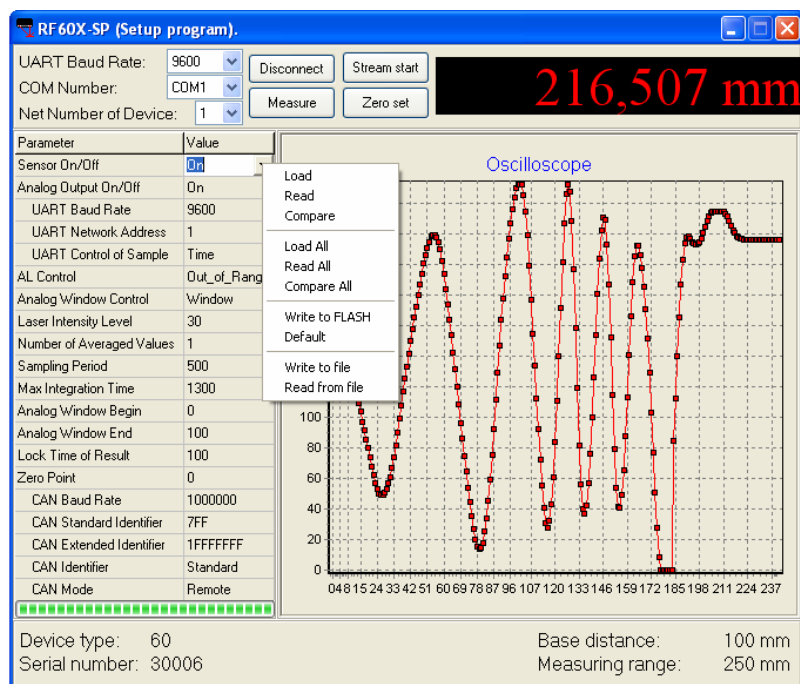 RF60X-SP (Setup program).
UART Baud Rate: 9600
COM Number: COM1
Net Number of Device: 1
Disconnect
Stream start
Measure
Zero set
216,507 mm
Parameter Value
Sensor On/Off On
Analog Output On/Off On
UART Baud Rate 9600
UART Network Address 1
UART Control of Sample Time
AL Control Out_of_Rang
Analog Window Control Window
Laser Intensity Level 30
Number of Averaged Values 1
Sampling Period 500
Max Integration Time 1300
Analog Window Begin 0
Analog Window End 100
Lock Time of Result 100
Zero Point 0
CAN Baud Rate 1000000
CAN Standard Identifier 7FF
CAN Extended Identifier 1FFFFFFF
CAN Identifier Standard
CAN Mode Remote
Load
Read
Compare
Load All
Read All
Compare All
Write to FLASH
Default
Write to file
Read from file
Oscilloscope
100
80
60
40
20
0
0 4 8 15 24 33 42 51 60 69 78 87 96 107 120 133 146 159 172 185 198 211 224 237
Device type: 60
Serial number: 30006
Base distance: 100 mm
Measuring range: 250 mm